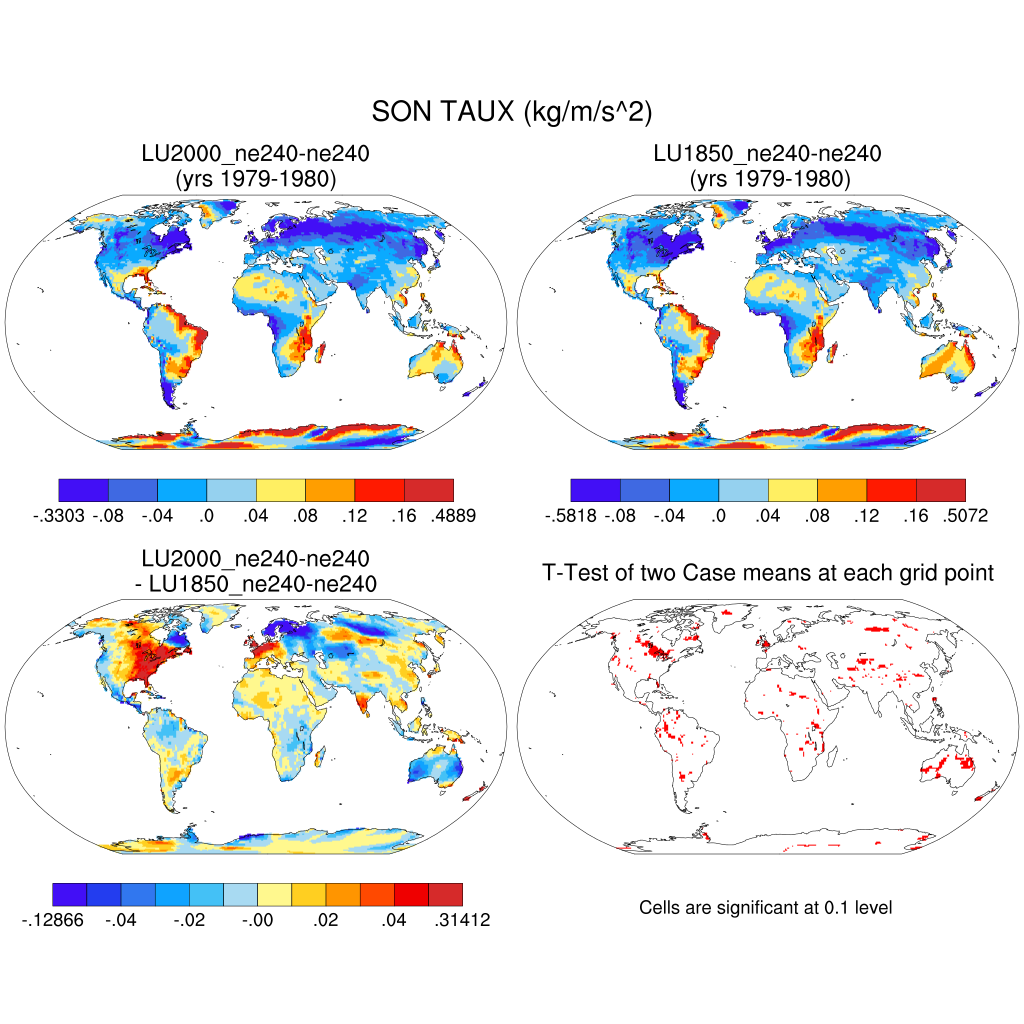 SON TAUX (kg/m/s^2)
LU2000_ne240-ne240
(yrs 1979-1980)
LU1850_ne240-ne240
(yrs 1979-1980)
-.3303 -.08 -.04 .0 .04 .08 .12 .16 .4889
-.5818 -.08 -.04 .0 .04 .08 .12 .16 .5072
LU2000_ne240-ne240
- LU1850_ne240-ne240
T-Test of two Case means at each grid point
-.12866 -.04 -.02 -.00 .02 .04 .31412
Cells are significant at 0.1 level